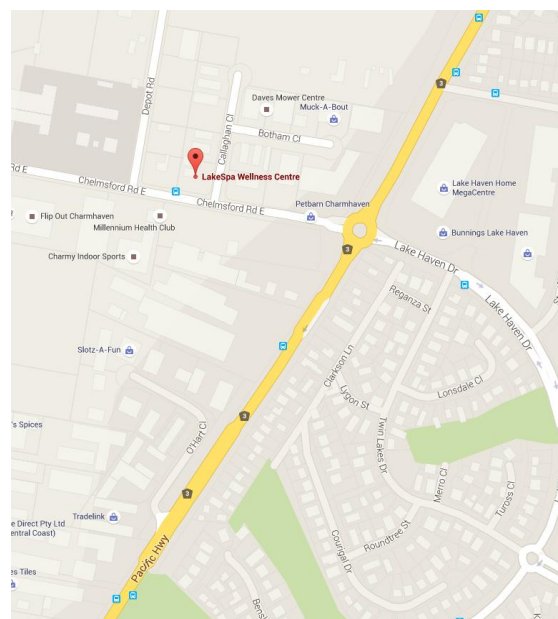 3
Depot Rd
Daves Mower Centre
Muck-A-Bout
Callaghan Cl
Botham Cl
LakeSpa Wellness Centre
Rd E
Chelmsford Rd E
Chelmsford Rd E
Lake Haven Home
MegaCentre
Petbarn Charmhaven
Flip Out Charmhaven
Millennium Health Club
Bunnings Lake Haven
3
Lake Haven Dr
Charmy Indoor Sports
Reganza St
Lake Haven Dr
Slotz-A-Fun
Clarkson Ln
Lygon St
Lonsdale Cl
3
's Spices
O'Hart Cl
Twin Lakes Dr
Merro Cl
Tuross Cl
3
Tradelink
e Direct Pty Ltd
entral Coast)
Roundtree St
Courigal Dr
Pacific Hwy
es Tiles
Bensh